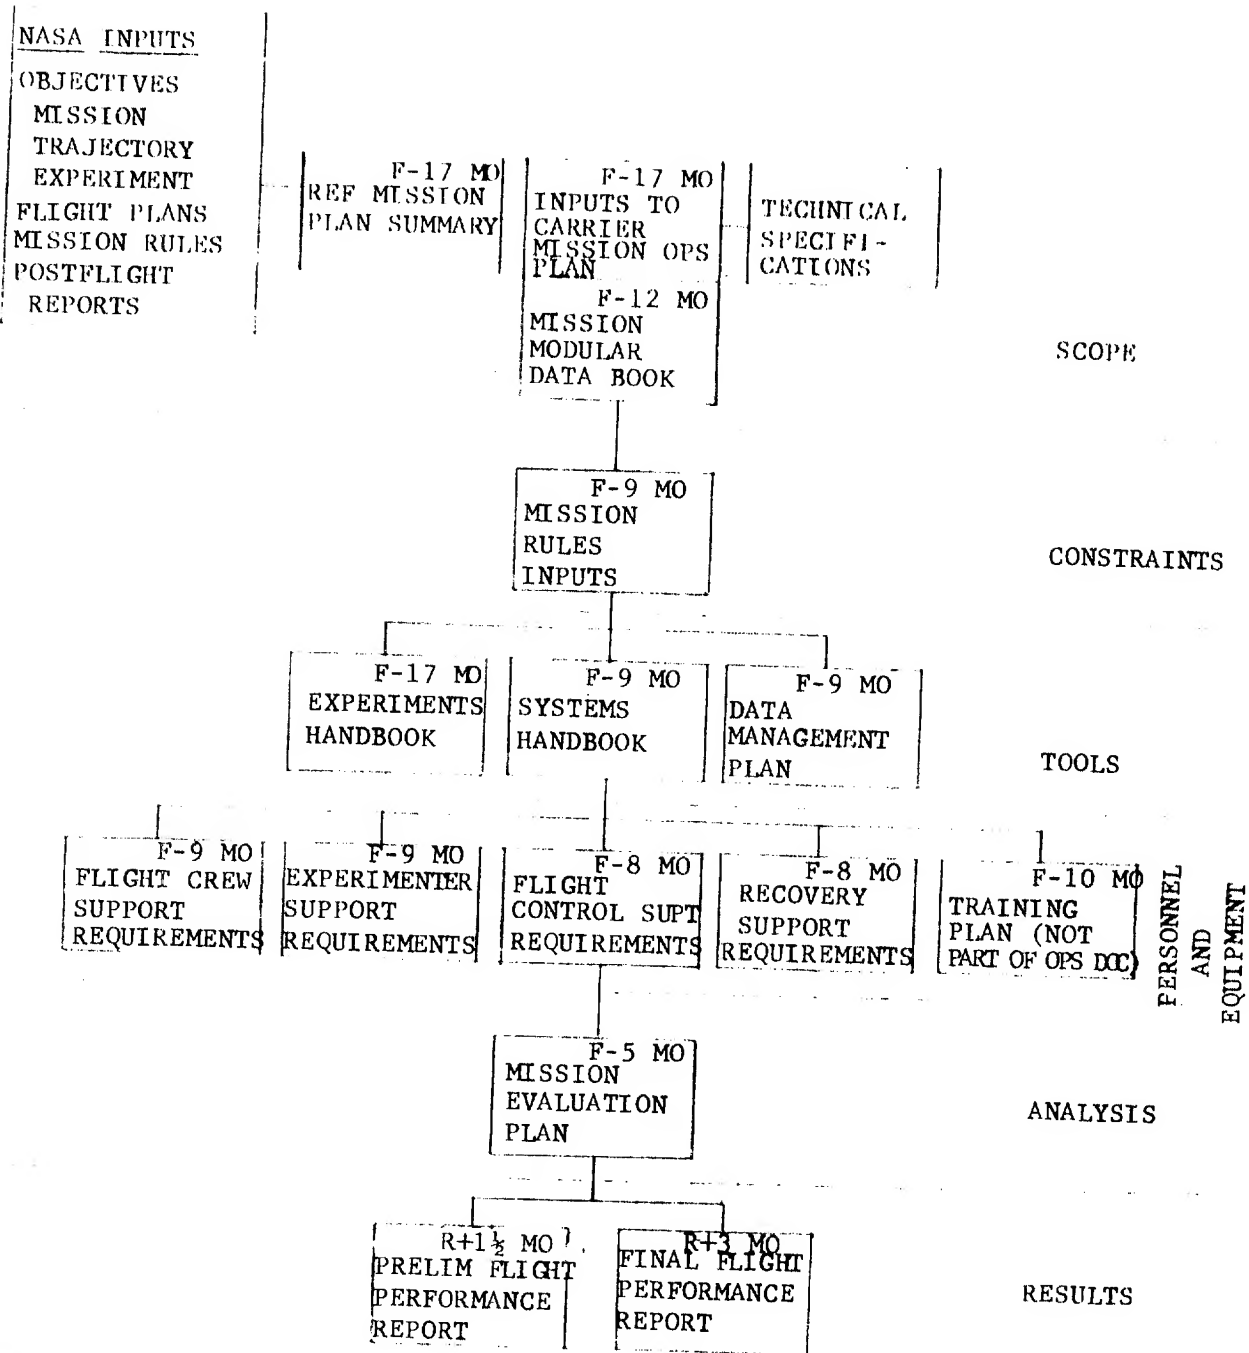 NASA INPUTS
OBJECTIVES
MISSION
TRAJECTORY
EXPERIMENT
FLIGHT PLANS
MISSION RULES
POSTFLIGHT
REPORTS
F-17 MO
REF MISSION
PLAN SUMMARY
F-17 MO
INPUTS TO
CARRIER
MISSION OPS
PLAN
F-12 MO
MISSION
MODULAR
DATA BOOK
TECHNICAL
SPECIFI-
CATIONS
SCOPE
F-9 MO
MISSION
RULES
INPUTS
CONSTRAINTS
F-17 MO
EXPERIMENTS
HANDBOOK
F-9 MO
SYSTEMS
HANDBOOK
F-9 MO
DATA
MANAGEMENT
PLAN
TOOLS
F-9 MO
FLIGHT CREW
SUPPORT
REQUIREMENTS
F-9 MO
EXPERIMENTER
SUPPORT
REQUIREMENTS
F-8 MO
FLIGHT
CONTROL SUPT
REQUIREMENTS
F-8 MO
RECOVERY
SUPPORT
REQUIREMENTS
F-10 MO
TRAINING
PLAN (NOT
PART OF OPS DOC)
PERSONNEL
AND
EQUIPMENT
F-5 MO
MISSION
EVALUATION
PLAN
ANALYSIS
R+1½ MO
PRELIM FLIGHT
PERFORMANCE
REPORT
R+3 MO
FINAL FLIGHT
PERFORMANCE
REPORT
RESULTS